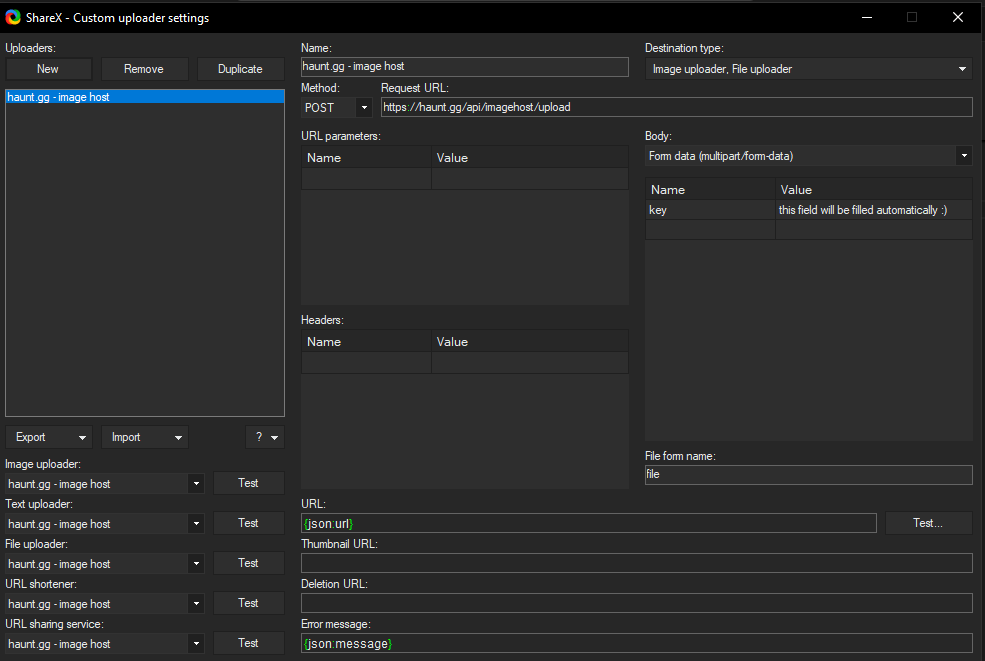 ShareX - Custom uploader settings
Uploaders:
New
Remove
Duplicate
haunt.gg - image host
Export
Import
?
Image uploader:
haunt.gg - image host
Test
Text uploader:
haunt.gg - image host
Test
File uploader:
haunt.gg - image host
Test
URL shortener:
haunt.gg - image host
Test
URL sharing service:
haunt.gg - image host
Test
Name:
haunt.gg - image host
Destination type:
Image uploader, File uploader
Method:
POST
Request URL:
https://haunt.gg/api/imagehost/upload
URL parameters:
Name Value
Headers:
Name Value
Body:
Form data (multipart/form-data)
Name Value
key this field will be filled automatically :)
File form name:
file
URL:
{json:url}
Test...
Thumbnail URL:
Deletion URL:
Error message:
{json:message}